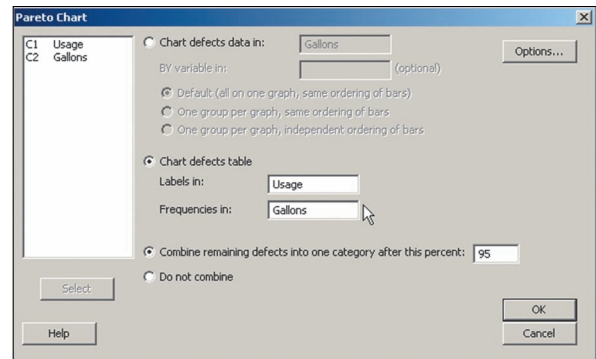 Pareto Chart
C1 Usage
C2 Gallons
Chart defects data in: Gallons
Options...
BY variable in: (optional)
Default (all on one graph, same ordering of bars)
One group per graph, same ordering of bars
One group per graph, independent ordering of bars
Chart defects table
Labels in: Usage
Frequencies in: Gallons
Combine remaining defects into one category after this percent: 95
Do not combine
Select
OK
Help
Cancel